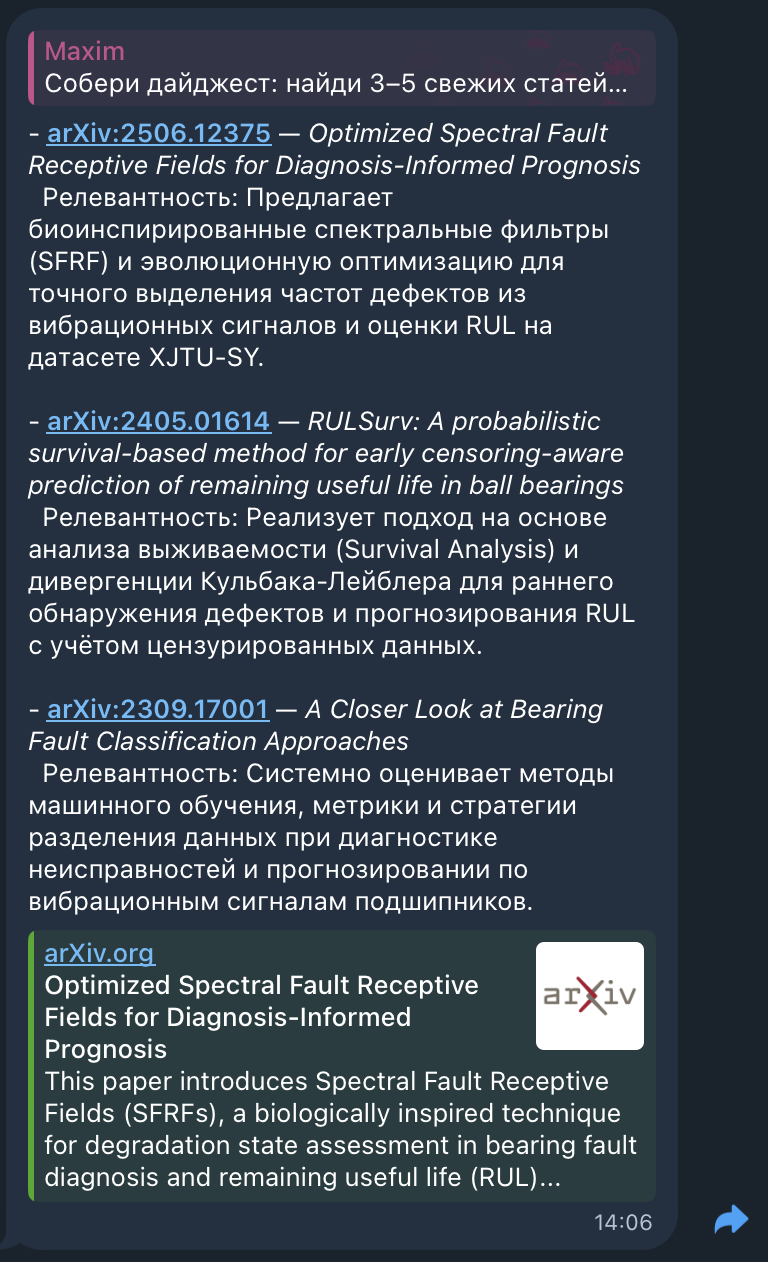 Maxim
Собери дайджест: найди 3–5 свежих статей...
- arXiv:2506.12375 — Optimized Spectral Fault
Receptive Fields for Diagnosis-Informed Prognosis
Релевантность: Предлагает
биоинспирированные спектральные фильтры
(SFRF) и эволюционную оптимизацию для
точного выделения частот дефектов из
вибрационных сигналов и оценки RUL на
датасете XJTU-SY.
- arXiv:2405.01614 — RULSurv: A probabilistic
survival-based method for early censoring-aware
prediction of remaining useful life in ball bearings
Релевантность: Реализует подход на основе
анализа выживаемости (Survival Analysis) и
дивергенции Кульбака-Лейблера для раннего
обнаружения дефектов и прогнозирования RUL
с учётом цензурированных данных.
- arXiv:2309.17001 — A Closer Look at Bearing
Fault Classification Approaches
Релевантность: Системно оценивает методы
машинного обучения, метрики и стратегии
разделения данных при диагностике
неисправностей и прогнозировании по
вибрационным сигналам подшипников.
arXiv.org
Optimized Spectral Fault Receptive
Fields for Diagnosis-Informed
Prognosis
arXiv
This paper introduces Spectral Fault Receptive
Fields (SFRFs), a biologically inspired technique
for degradation state assessment in bearing fault
diagnosis and remaining useful life (RUL)...
14:06